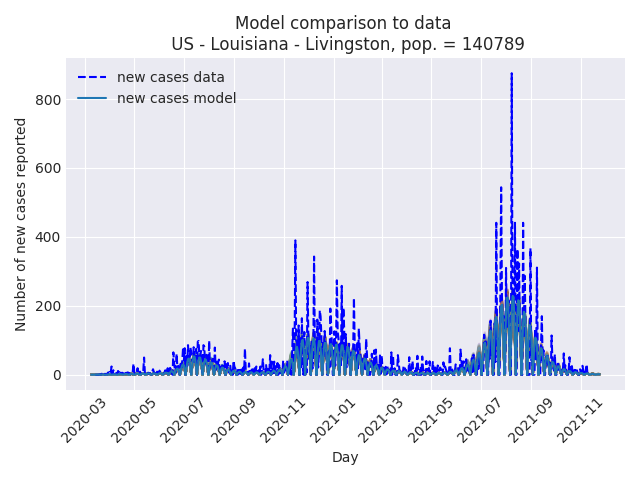 Model comparison to data
US - Louisiana - Livingston, pop. = 140789
new cases data
new cases model
Number of new cases reported
800
600
400
200
0
2020-03
2020-05
2020-07
2020-09
2020-11
2021-01
2021-03
2021-05
2021-07
2021-09
2021-11
Day